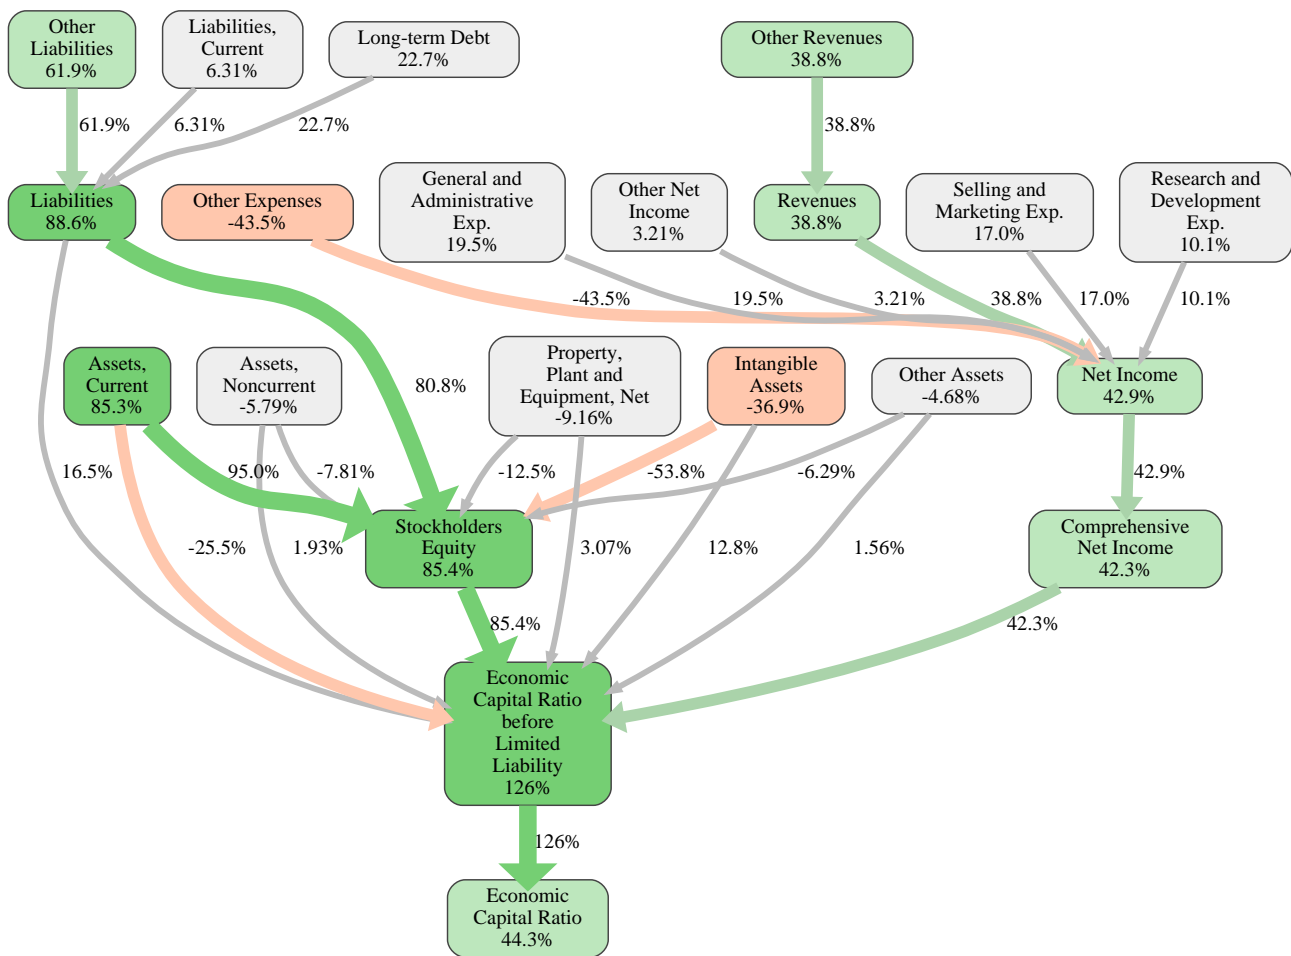 Other
Liabilities
61.9%
Liabilities,
Current
6.31%
Long-term Debt
22.7%
Other Revenues
38.8%
61.9%
6.31%
22.7%
38.8%
Liabilities
88.6%
Other Expenses
-43.5%
General and
Administrative
Exp.
19.5%
Other Net
Income
3.21%
Revenues
38.8%
Selling and
Marketing Exp.
17.0%
Research and
Development
Exp.
10.1%
-43.5%
19.5%
3.21%
38.8%
17.0%
10.1%
Assets,
Current
85.3%
Assets,
Noncurrent
-5.79%
80.8%
Property,
Plant and
Equipment, Net
-9.16%
Intangible
Assets
-36.9%
Other Assets
-4.68%
Net Income
42.9%
16.5%
95.0%
-7.81%
-12.5%
-53.8%
-6.29%
42.9%
-25.5%
1.93%
Stockholders
Equity
85.4%
3.07%
12.8%
1.56%
Comprehensive
Net Income
42.3%
85.4%
42.3%
Economic
Capital Ratio
before
Limited
Liability
126%
126%
Economic
Capital Ratio
44.3%